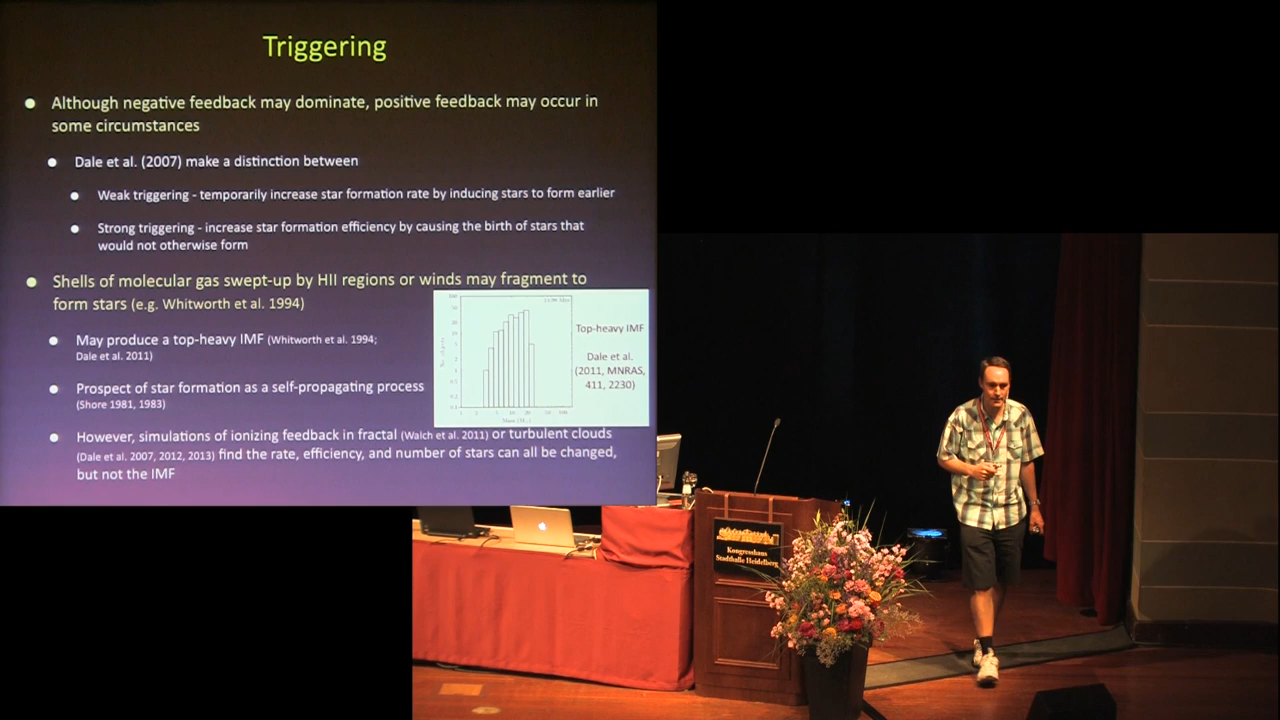 Triggering
Although negative feedback may dominate, positive feedback may occur in
some circumstances
Dale et al. (2007) make a distinction between
Weak triggering - temporarily increase star formation rate by inducing stars to form earlier
Strong triggering - increase star formation efficiency by causing the birth of stars that
would not otherwise form
Shells of molecular gas swept-up by HII regions or winds may fragment to
form stars (e.g. Whitworth et al. 1994)
May produce a top-heavy IMF (Whitworth et al. 1994;
Dale et al. 2011)
Prospect of star formation as a self-propagating process
(Shore 1981, 1983)
However, simulations of ionizing feedback in fractal (Walch et al. 2011) or turbulent clouds
(Dale et al. 2007, 2012, 2013) find the rate, efficiency, and number of stars can all be changed,
but not the IMF
Top-heavy IMF
Dale et al.
(2011, MNRAS,
411, 2230)
Kongresshaus
Stadthalle Heidelberg